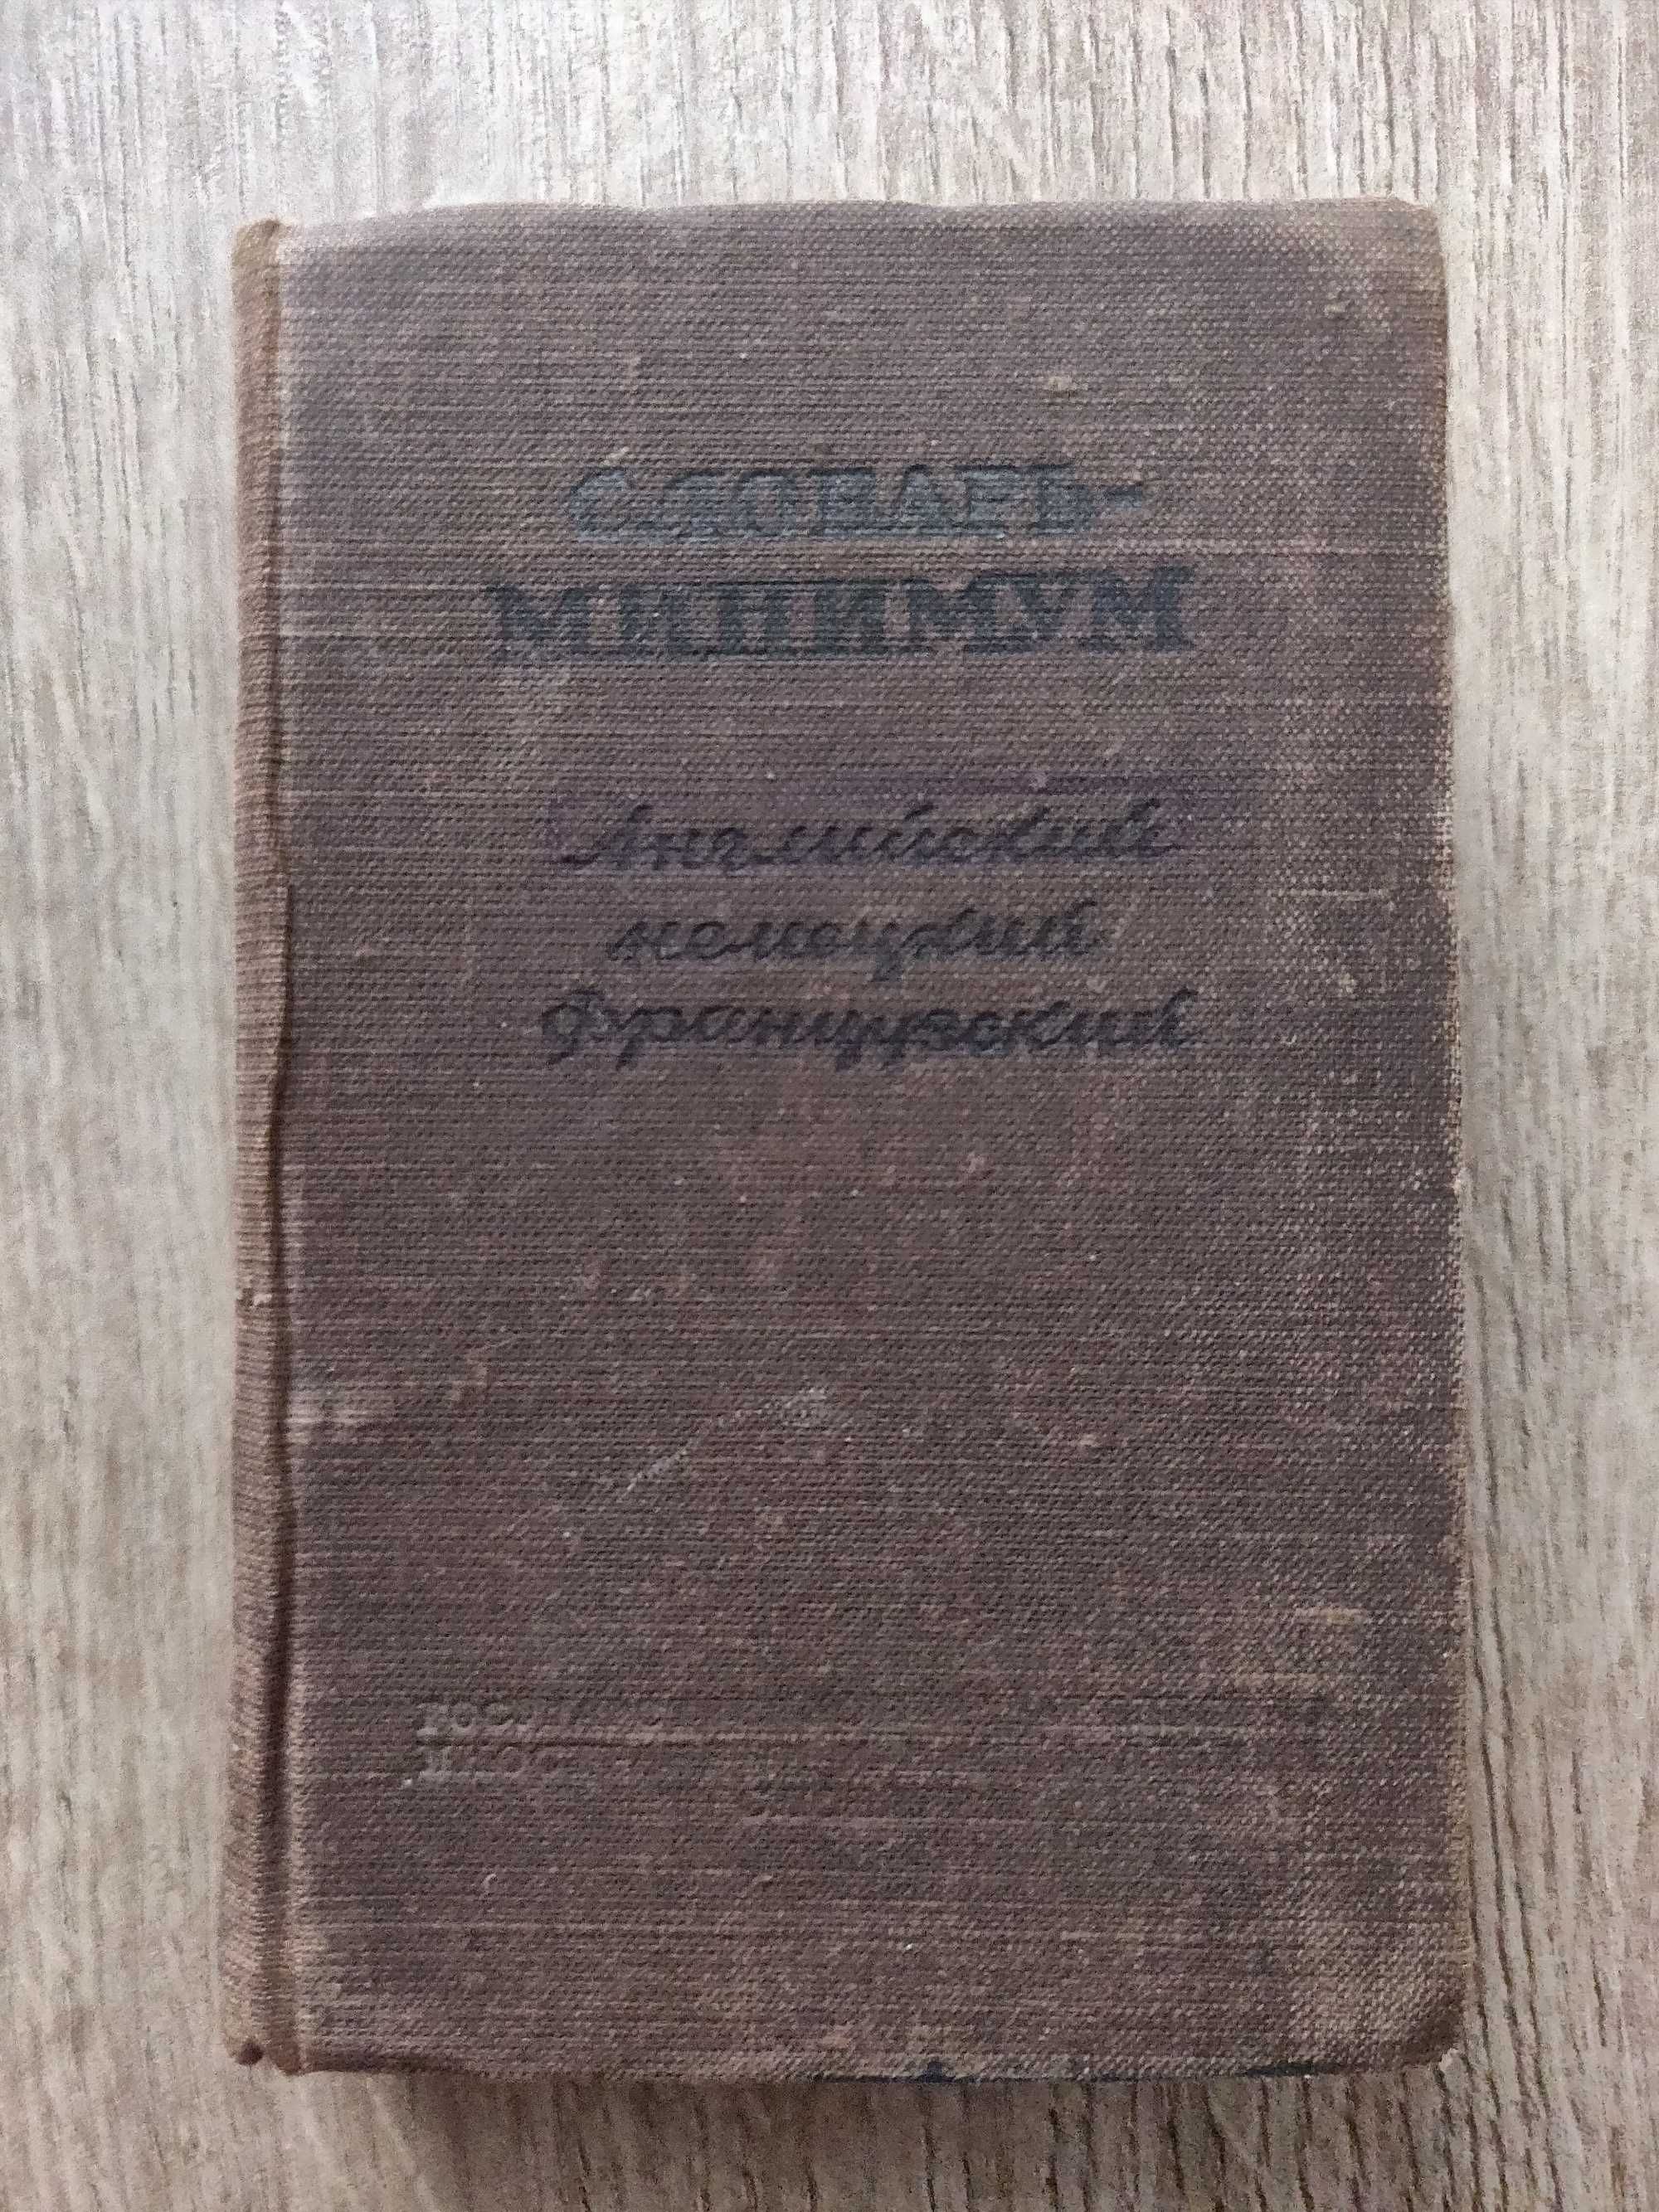 СЛОВАРЬ-
МИНИМУМ
Английский
немецкий
французский